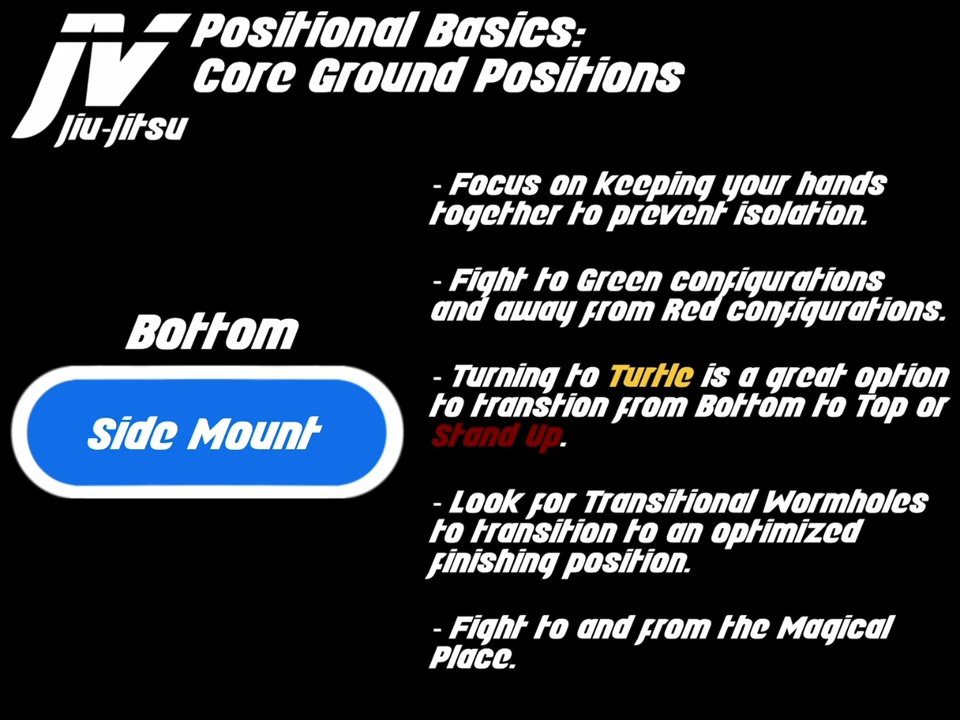 JV
Jiu-Jitsu
Positional Basics:
Core Ground Positions
Bottom
Side Mount
- Focus on keeping your hands
together to prevent isolation.
- Fight to Green configurations
and away from Red configurations.
- Turning to Turtle is a great option
to transtion from Bottom to Top or
Stand Up.
- Look for Transitional Wormholes
to transition to an optimized
finishing position.
- Fight to and from the Magical
Place.